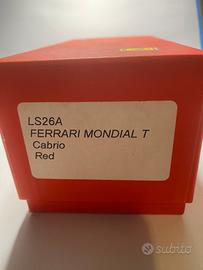 LS26A
FERRARI MONDIAL T
Cabrio
Red
subito